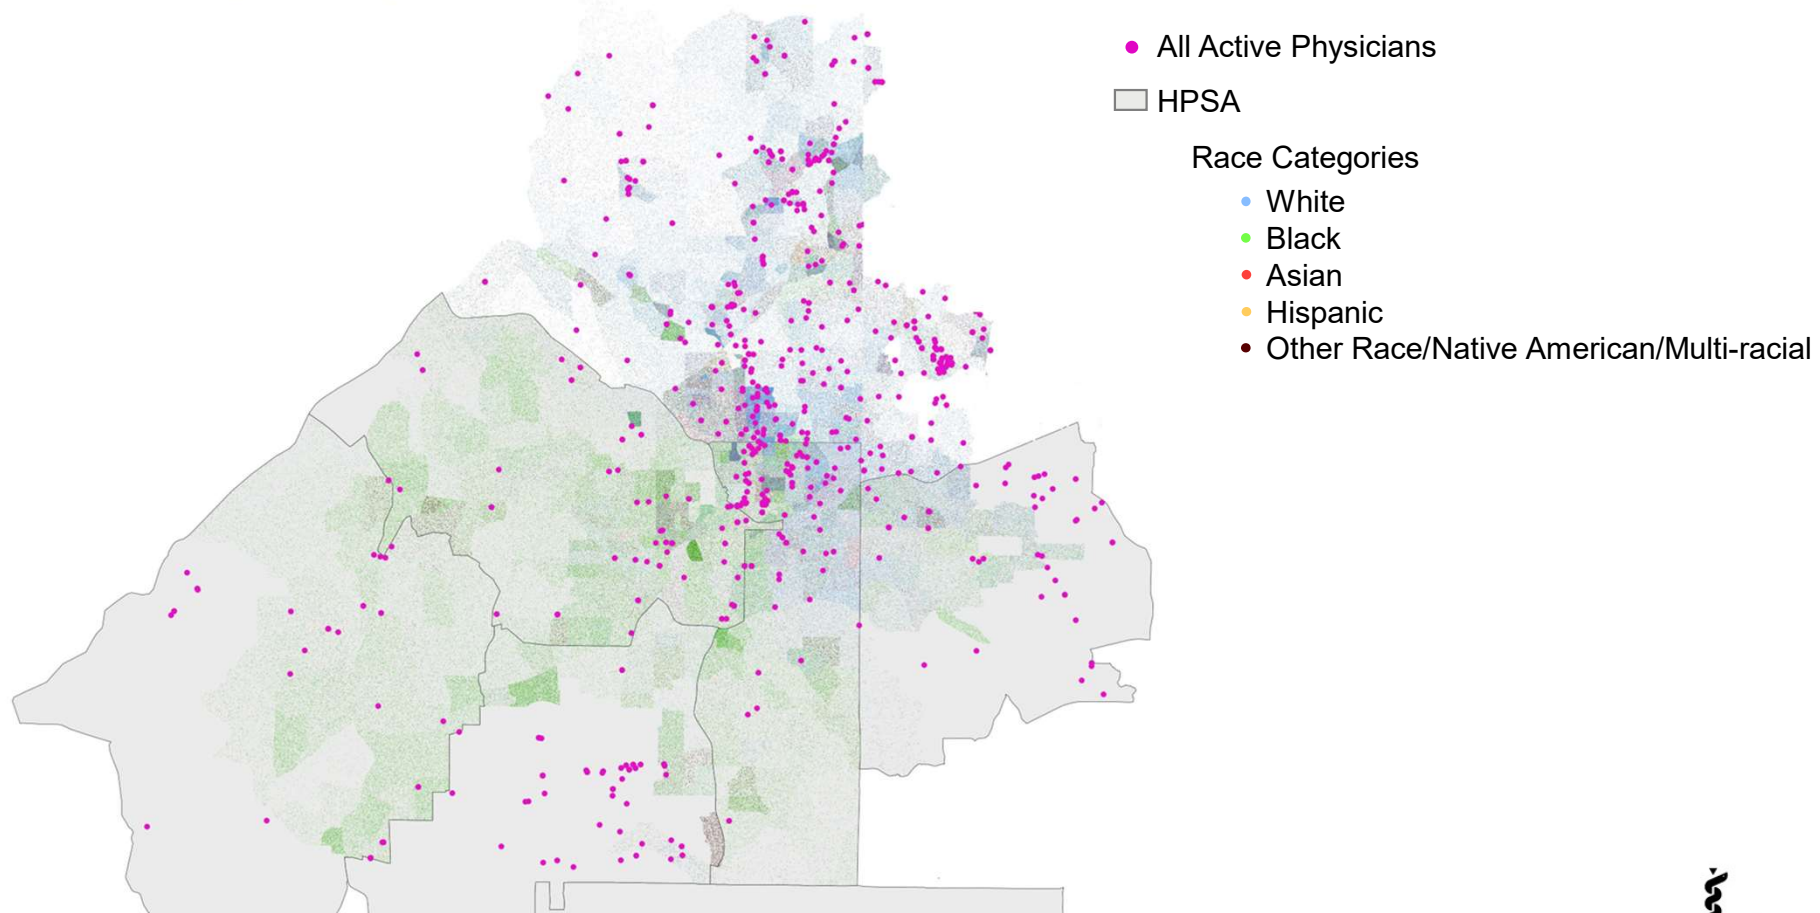 All Active Physicians
HPSA
Race Categories
White
Black
Asian
Hispanic
Other Race/Native American/Multi-racial